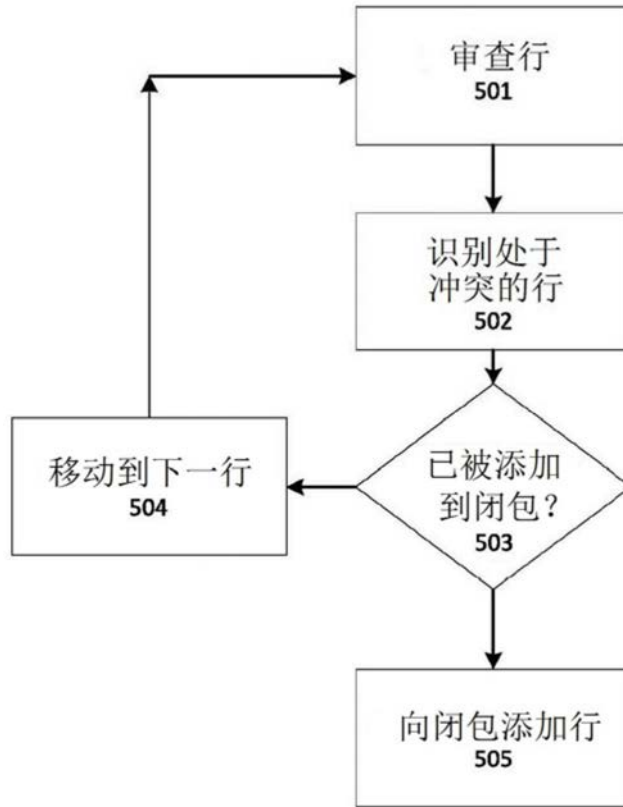 审查行
501
识别处于
冲突的行
502
已被添加
到闭包？
503
移动到下一行
504
向闭包添加行
505